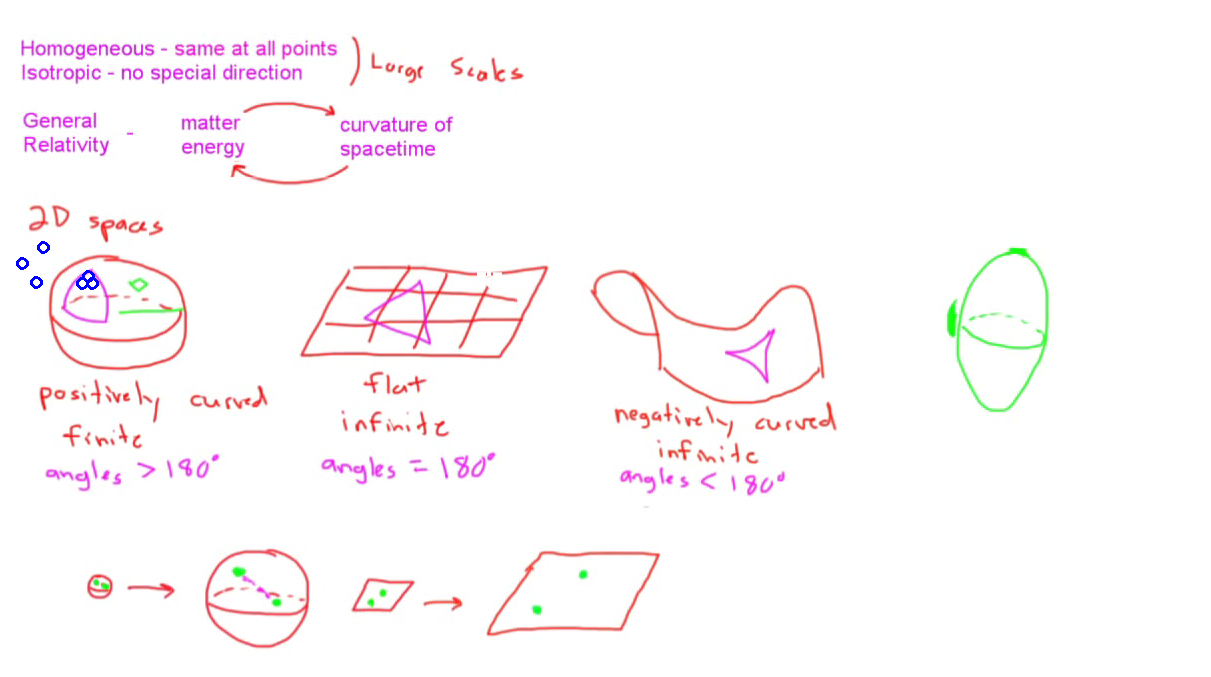 Homogeneous - same at all points
Isotropic - no special direction
Large Scales
General Relativity -
matter energy
curvature of spacetime
2D spaces
positively curved
finite
angles > 180°
flat
infinite
angles = 180°
negatively curved
infinite
angles < 180°